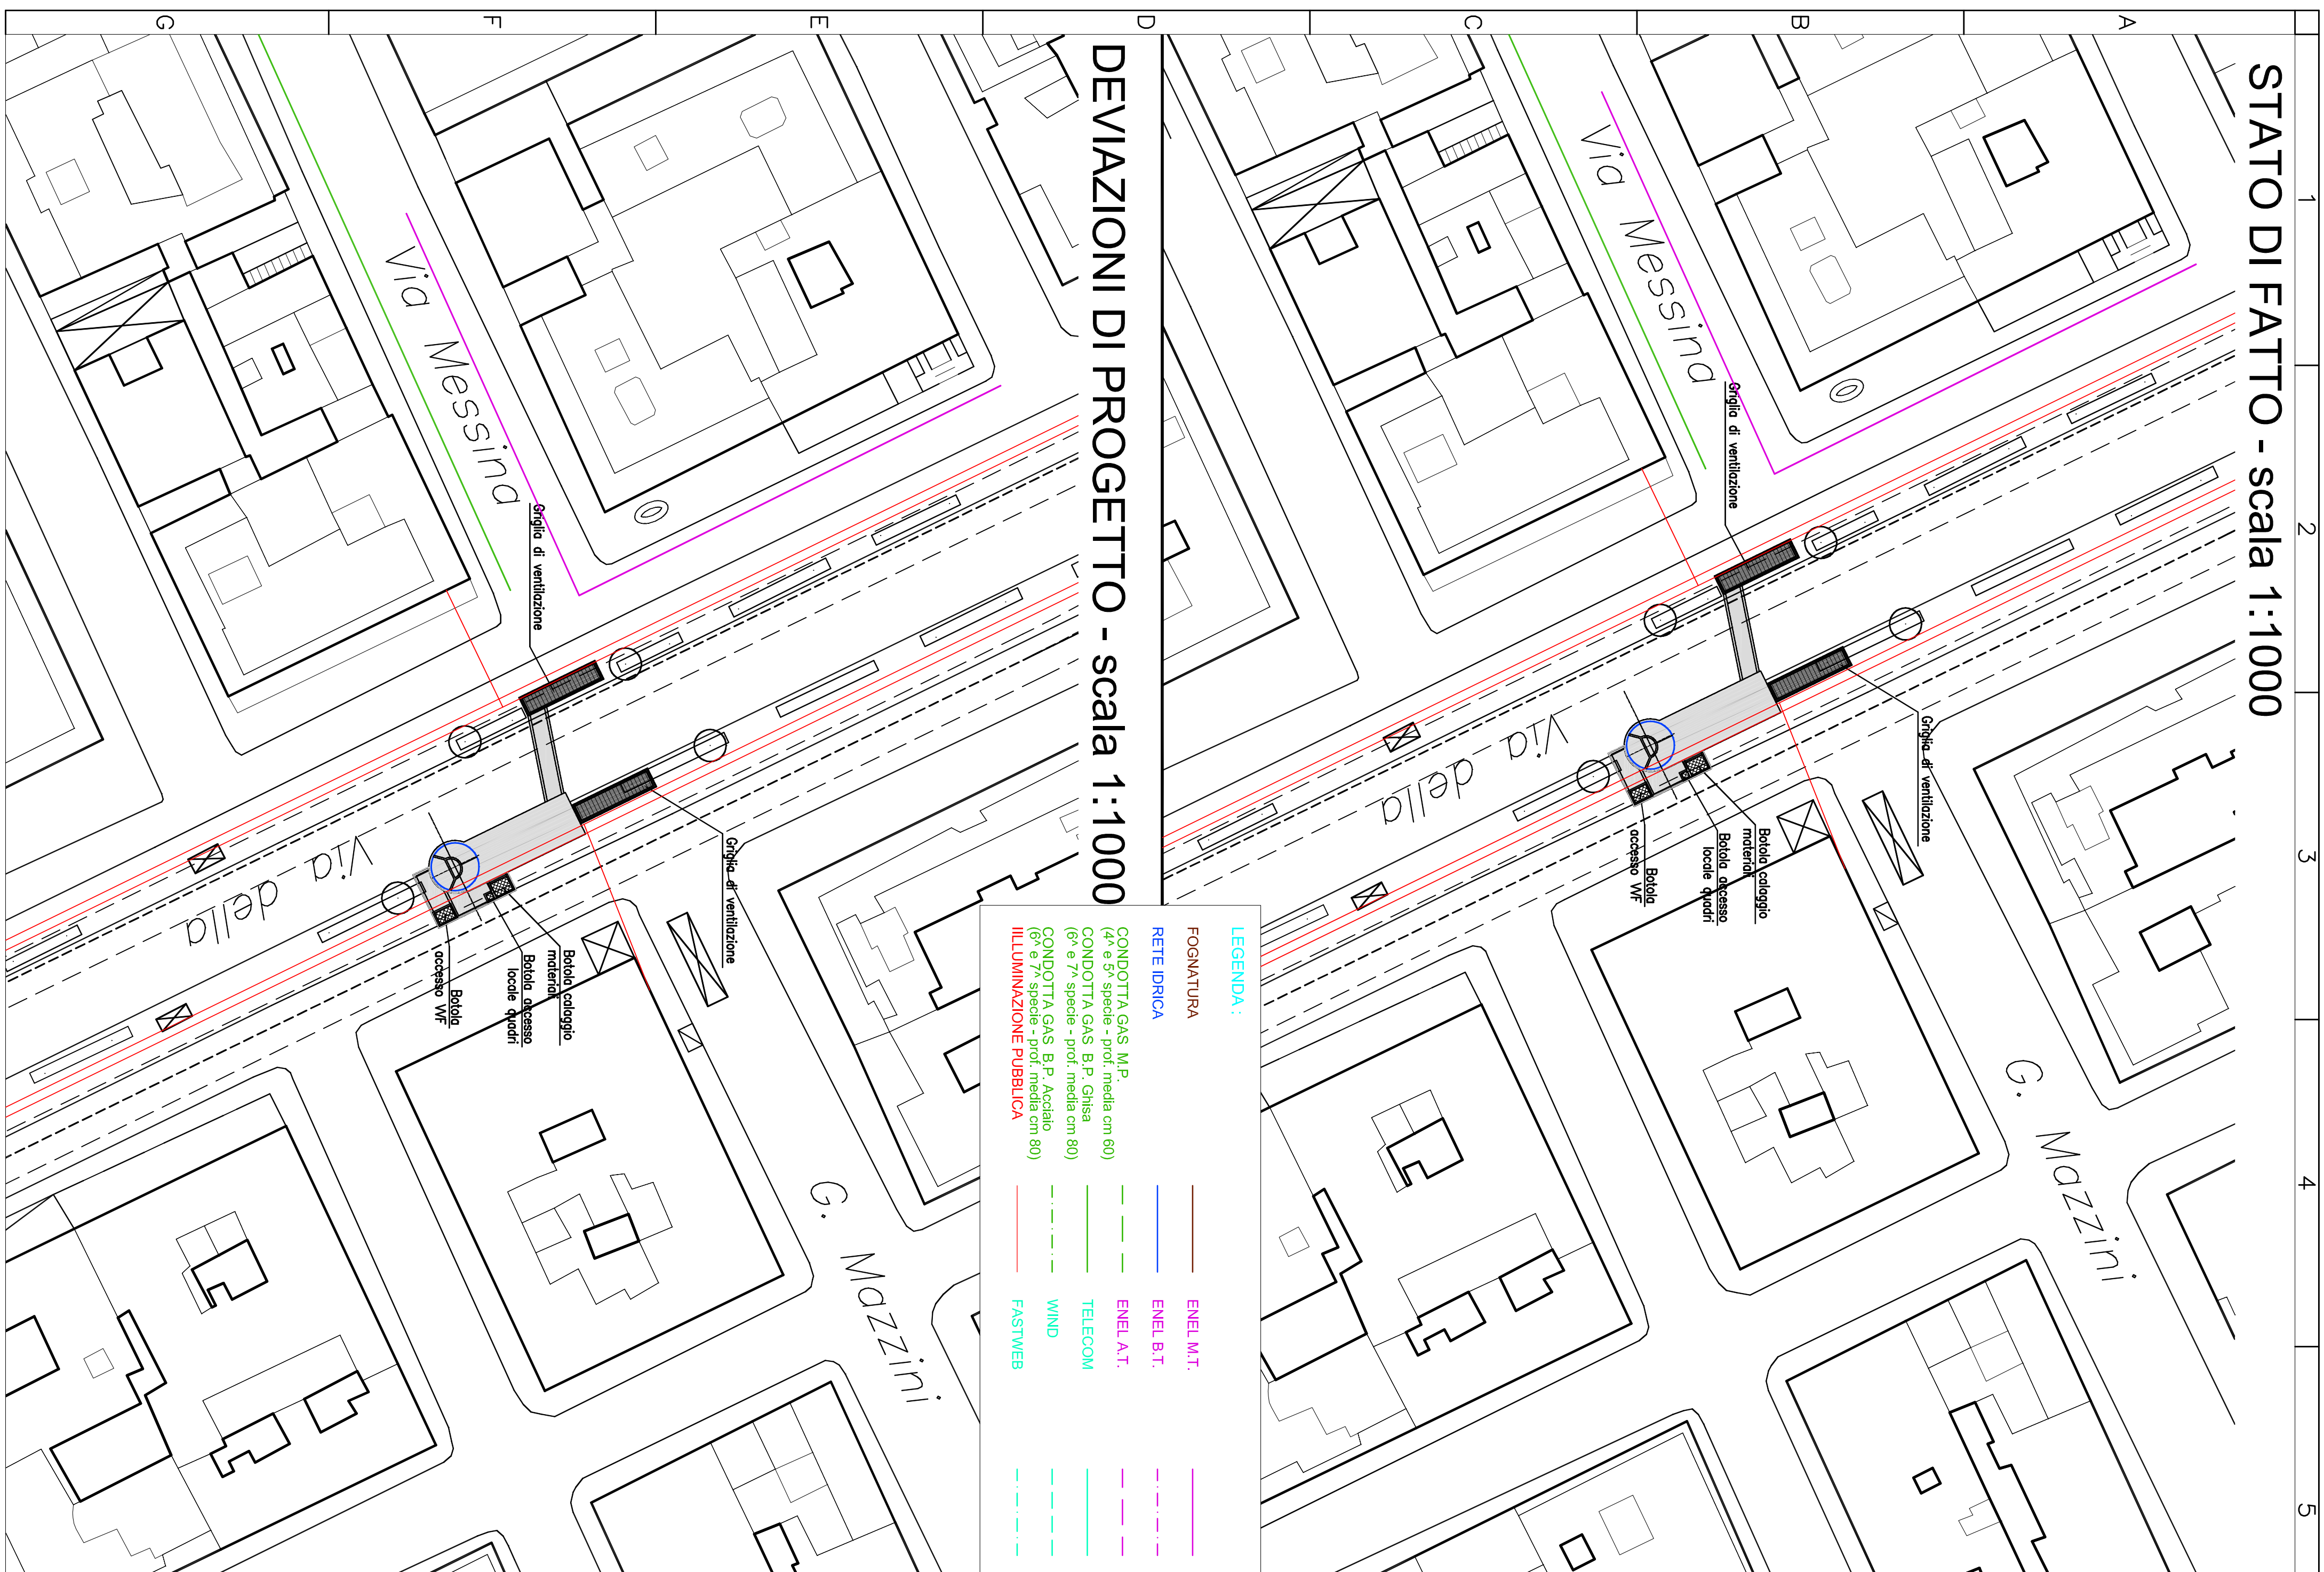 1
2
3
4
5
A
B
C
D
E
F
G
STATO DI FATTO - scala 1:1000
Via Messina
Griglia di ventilazione
Griglia di ventilazione
Botola calaggio
materiali
Botola accesso
locale quadri
Botola
accesso VVF
Via della
G. Mazzini
DEVIAZIONI DI PROGETTO - scala 1:1000
Via Messina
Griglia di ventilazione
Griglia di ventilazione
Botola calaggio
materiali
Botola accesso
locale quadri
Botola
accesso VVF
Via della
G. Mazzini
LEGENDA :
FOGNATURA
RETE IDRICA
CONDOTTA GAS M.P.
(4^ e 5^ specie - prof. media cm 60)
CONDOTTA GAS B.P. Ghisa
(6^ e 7^ specie - prof. media cm 80)
CONDOTTA GAS B.P. Acciaio
(6^ e 7^ specie - prof. media cm 80)
IILLUMINAZIONE PUBBLICA
ENEL M.T.
ENEL B.T.
ENEL A.T.
TELECOM
WIND
FASTWEB